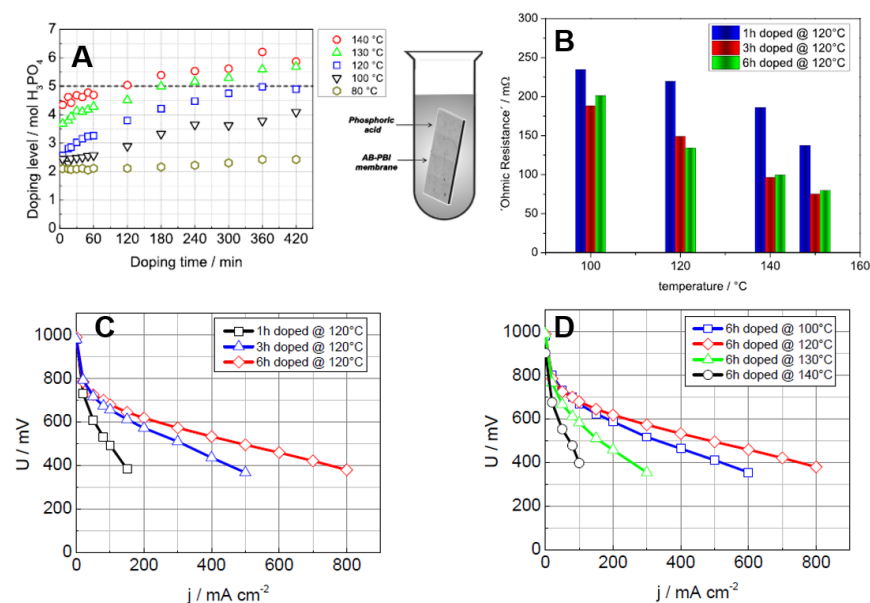 A
Doping level / mol H₃PO₄
7
6
5
4
3
2
1
0
0 60 120 180 240 300 360 420
Doping time / min
140 °C
130 °C
120 °C
100 °C
80 °C
Phosphoric
acid
AB-PBI
membrane
B
1h doped @ 120°C
3h doped @ 120°C
6h doped @ 120°C
´Ohmic Resistance´/ mΩ
300
250
200
150
100
50
0
100 120 140 160
temperature / °C
C
1h doped @ 120°C
3h doped @ 120°C
6h doped @ 120°C
U / mV
1000
800
600
400
200
0
0 200 400 600 800
j / mA cm⁻²
D
6h doped @ 100°C
6h doped @ 120°C
6h doped @ 130°C
6h doped @ 140°C
U / mV
1000
800
600
400
200
0
0 200 400 600 800
j / mA cm⁻²